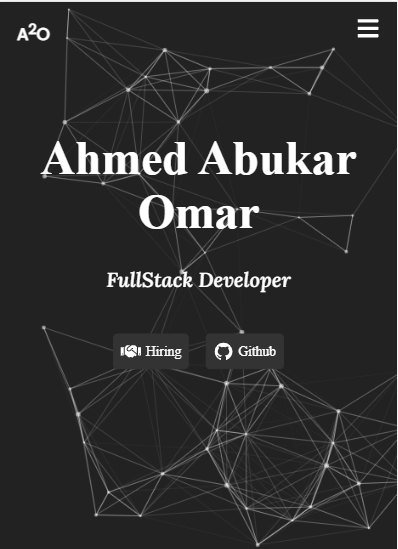 A²O
Ahmed Abukar
Omar
FullStack Developer
Hiring
Github